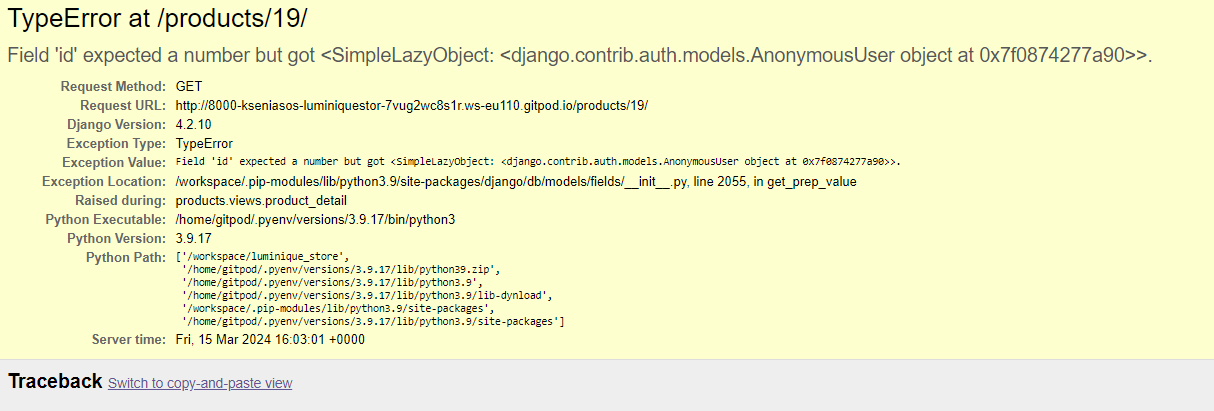 TypeError at /products/19/
Field 'id' expected a number but got <SimpleLazyObject: <django.contrib.auth.models.AnonymousUser object at 0x7f0874277a90>>.
Request Method: GET
Request URL: http://8000-kseniasos-luminiquestor-7vug2wc8s1r.ws-eu110.gitpod.io/products/19/
Django Version: 4.2.10
Exception Type: TypeError
Exception Value: Field 'id' expected a number but got <SimpleLazyObject: <django.contrib.auth.models.AnonymousUser object at 0x7f0874277a90>>.
Exception Location: /workspace/.pip-modules/lib/python3.9/site-packages/django/db/models/fields/__init__.py, line 2055, in get_prep_value
Raised during: products.views.product_detail
Python Executable: /home/gitpod/.pyenv/versions/3.9.17/bin/python3
Python Version: 3.9.17
Python Path: ['/workspace/luminique_store',
'/home/gitpod/.pyenv/versions/3.9.17/lib/python39.zip',
'/home/gitpod/.pyenv/versions/3.9.17/lib/python3.9',
'/home/gitpod/.pyenv/versions/3.9.17/lib/python3.9/lib-dynload',
'/workspace/.pip-modules/lib/python3.9/site-packages',
'/home/gitpod/.pyenv/versions/3.9.17/lib/python3.9/site-packages']
Server time: Fri, 15 Mar 2024 16:03:01 +0000
Traceback Switch to copy-and-paste view